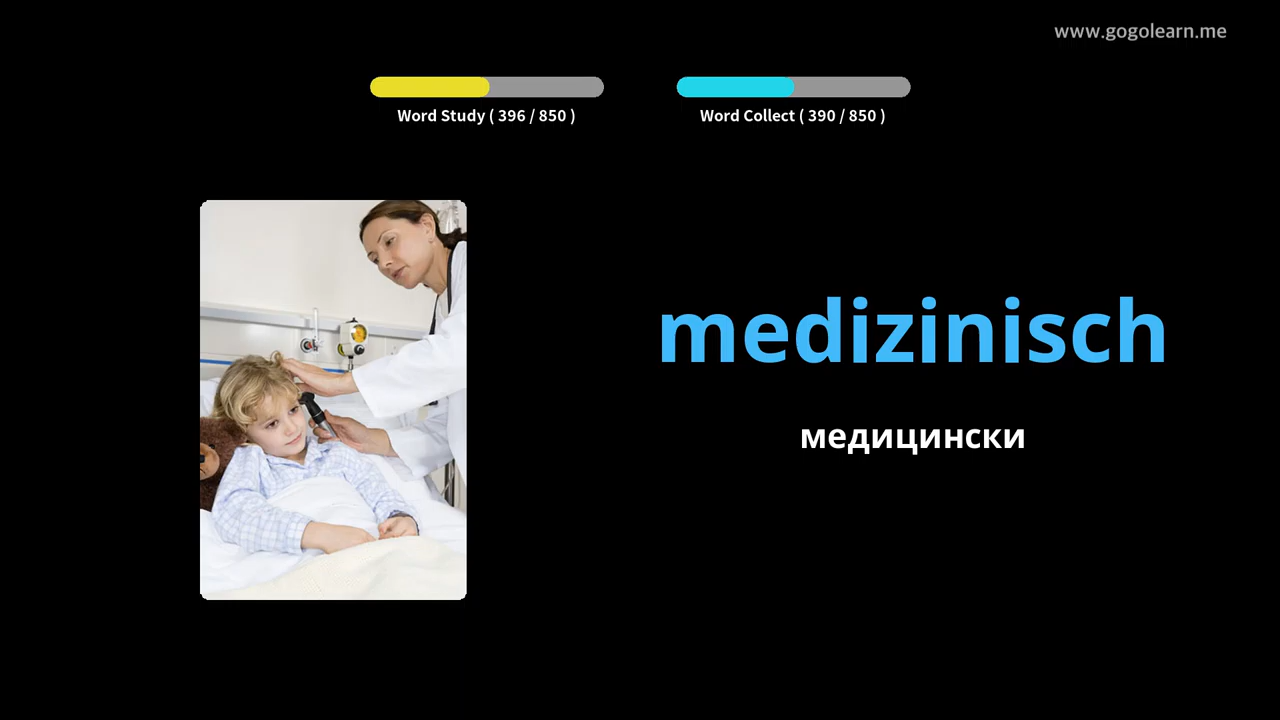 www.gogolearn.me
Word Study ( 396 / 850 )
Word Collect ( 390 / 850 )
medizinisch
медицински